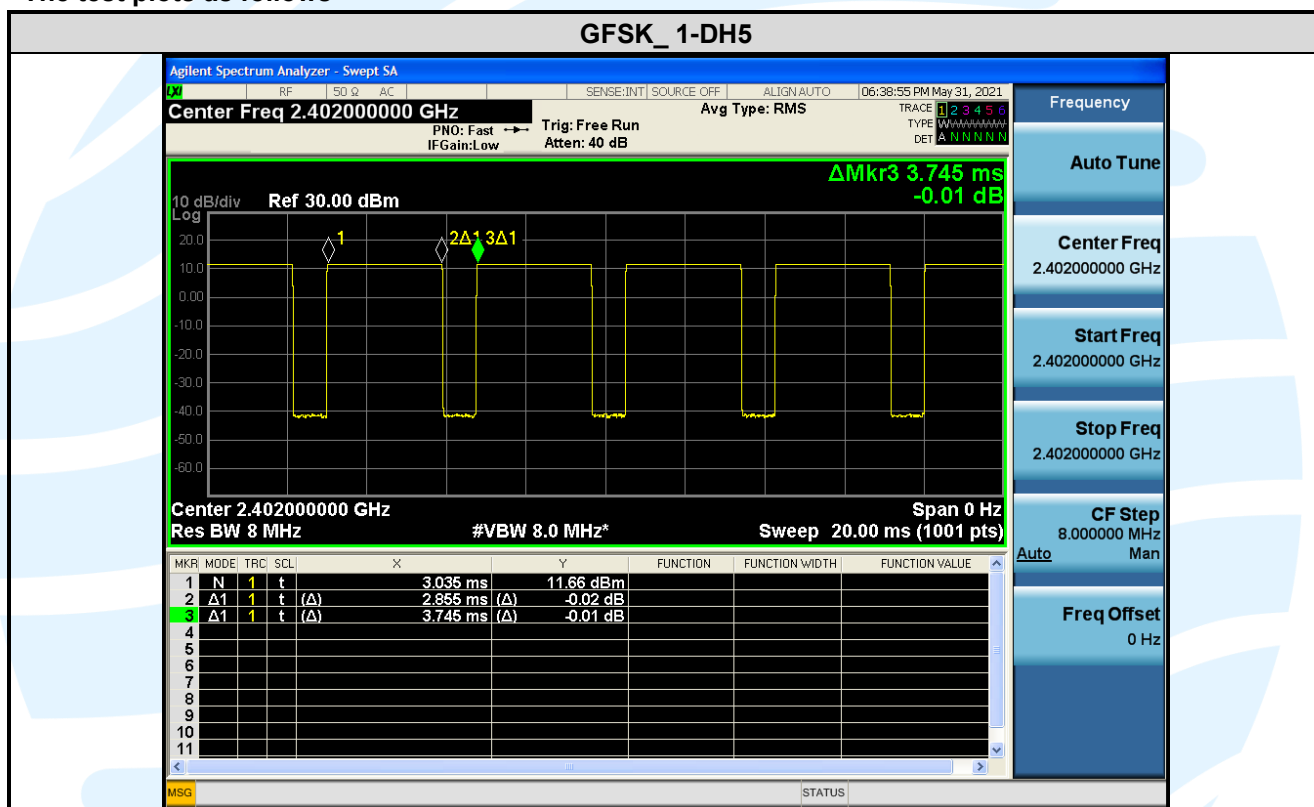 The test plots as follows
GFSK_ 1-DH5
Agilent Spectrum Analyzer - Swept SA
LXI RF 50 Ω AC SENSE:INT SOURCE OFF ALIGN AUTO 06:38:55 PM May 31, 2021
Center Freq 2.402000000 GHz
PNO: Fast
IFGain:Low
Trig: Free Run
Atten: 40 dB
Avg Type: RMS
TRACE 1 2 3 4 5 6
TYPE WWWWWW
DET A N N N N N
ΔMkr3 3.745 ms
-0.01 dB
10 dB/div Ref 30.00 dBm
Log
20.0
10.0
0.00
-10.0
-20.0
-30.0
-40.0
-50.0
-60.0
1
2Δ1
3Δ1
Center 2.402000000 GHz Span 0 Hz
Res BW 8 MHz #VBW 8.0 MHz* Sweep 20.00 ms (1001 pts)
MKR MODE TRC SCL X Y FUNCTION FUNCTION WIDTH FUNCTION VALUE
1 N 1 t 3.035 ms 11.66 dBm
2 Δ1 1 t (Δ) 2.855 ms (Δ) -0.02 dB
3 Δ1 1 t (Δ) 3.745 ms (Δ) -0.01 dB
4
5
6
7
8
9
10
11
MSG STATUS
Frequency
Auto Tune
Center Freq
2.402000000 GHz
Start Freq
2.402000000 GHz
Stop Freq
2.402000000 GHz
CF Step
8.000000 MHz
Auto Man
Freq Offset
0 Hz